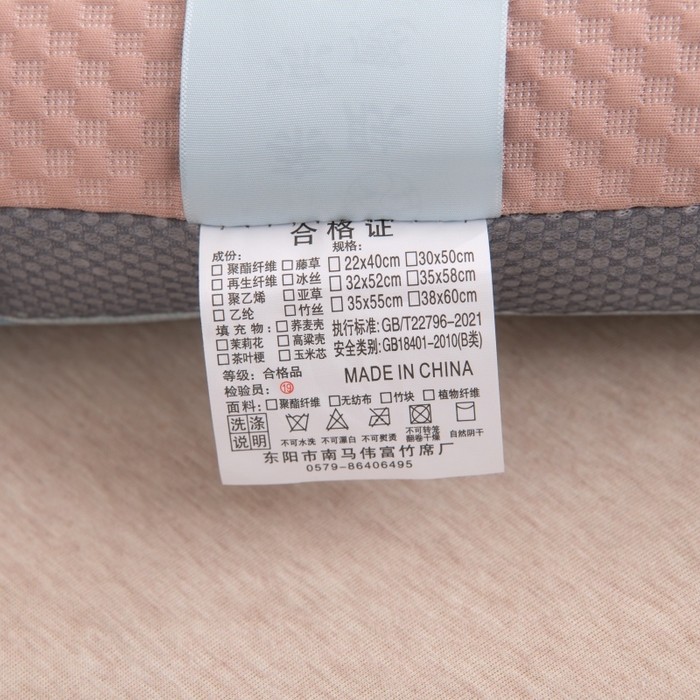 合格证
成份:
规格:
□聚酯纤维 □藤草 □22x40cm □30x50cm
□再生纤维 □冰丝 □32x52cm □35x58cm
□聚乙烯 □亚草 □35x55cm □38x60cm
□乙纶 □竹丝
填充物: □荞麦壳 执行标准: GB/T22796-2021
□茉莉花 □高粱壳 安全类别: GB18401-2010(B类)
□茶叶梗 □玉米芯
等级: 合格品 MADE IN CHINA
检验员: ⑲
面料: □聚酯纤维 □无纺布 □竹块 □植物纤维
洗涤
说明
不可水洗 不可漂白 不可熨烫 不可转笼翻卷干燥 自然阴干
东阳市南马伟富竹席厂
0579-86406495